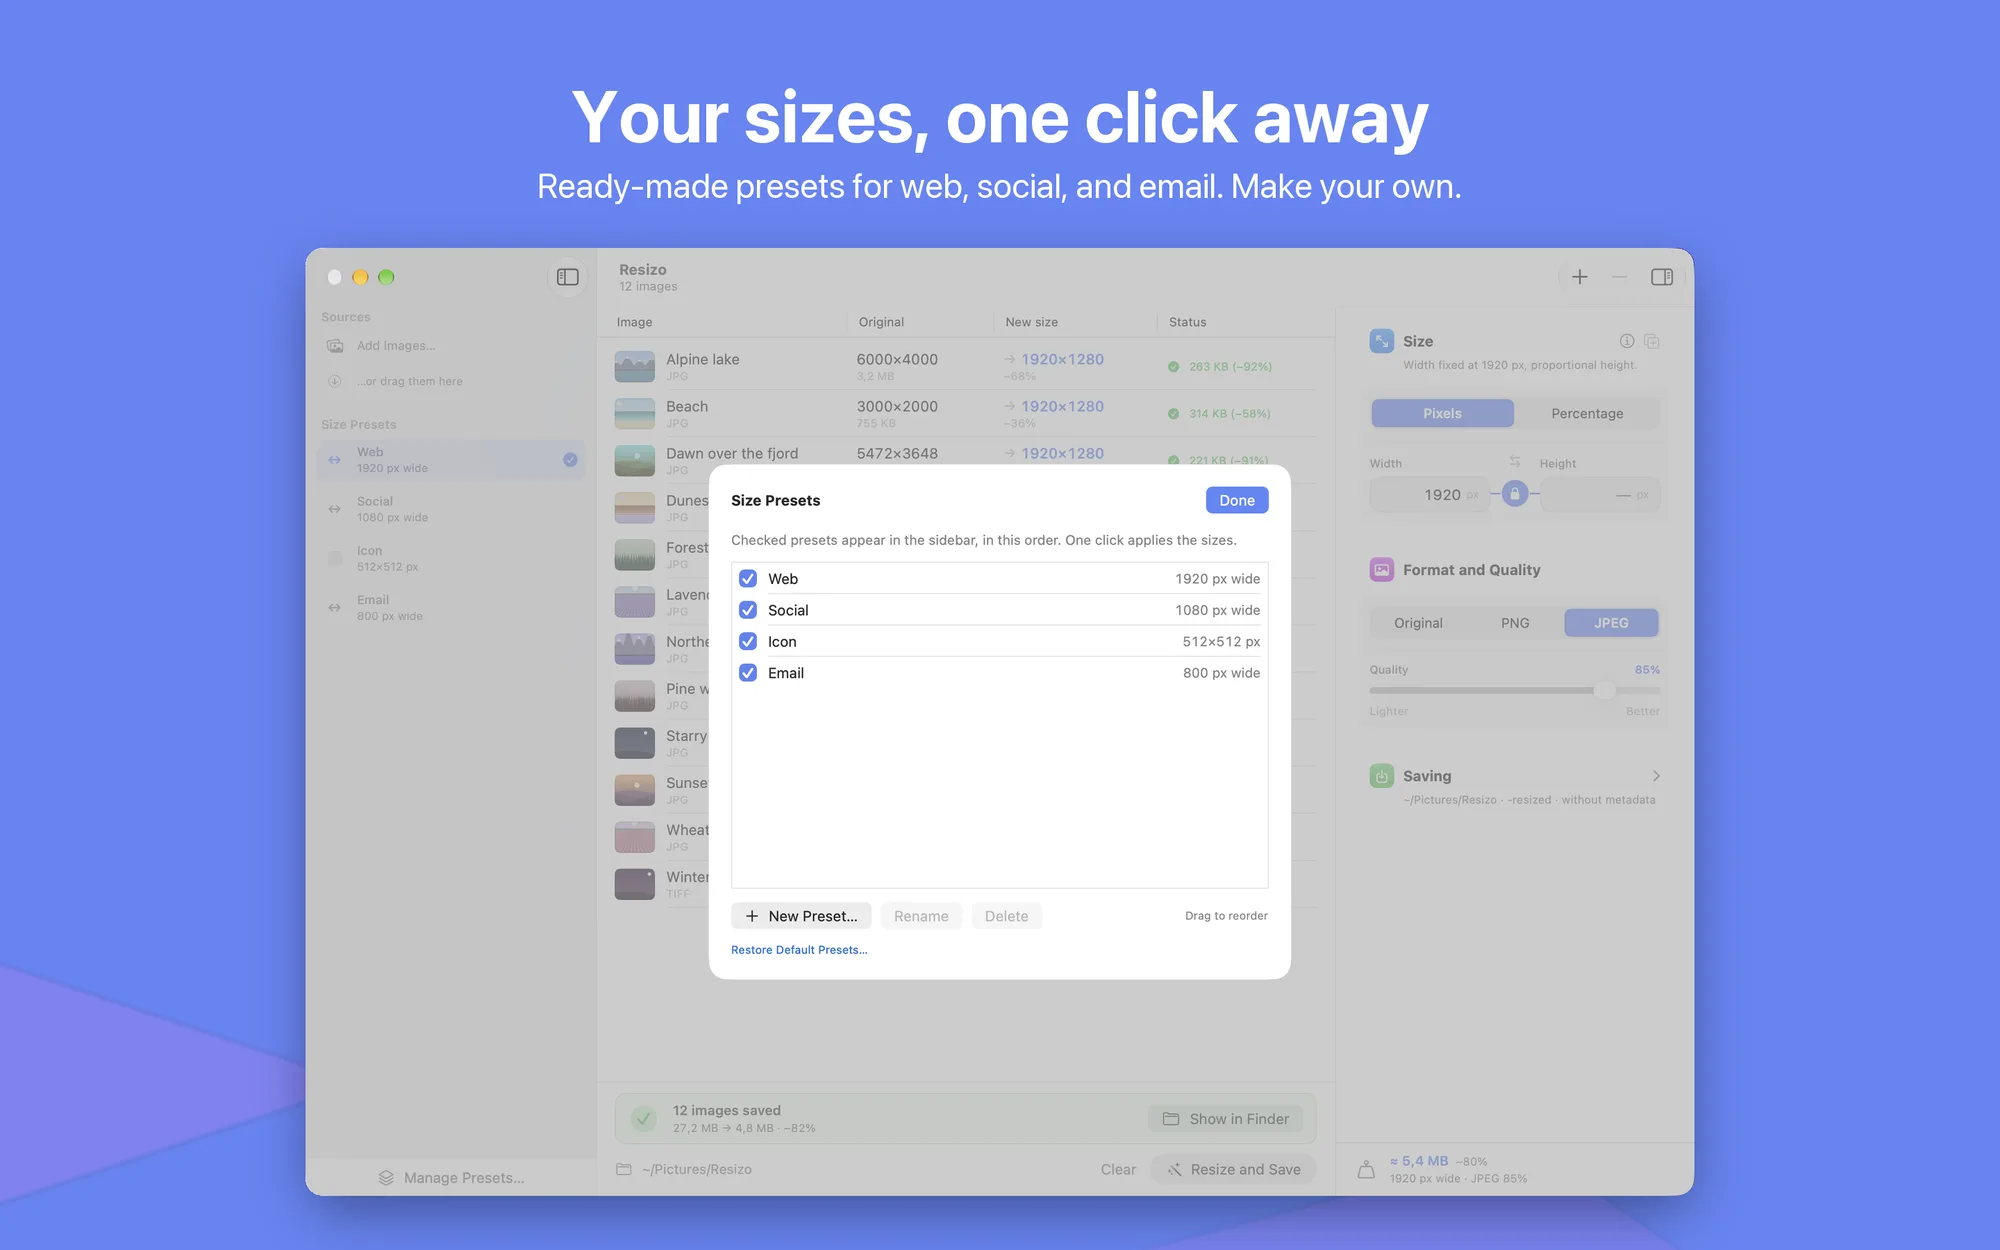 Your sizes, one click away
Ready-made presets for web, social, and email. Make your own.
Resizo
12 images
Sources
Add Images...
...or drag them here
Size Presets
Web
1920 px wide
Social
1080 px wide
Icon
512×512 px
Email
800 px wide
Manage Presets...
Image Original New size Status
Alpine lake 6000×4000 → 1920×1280 263 KB (−92%)
JPG 3,2 MB −68%
Beach 3000×2000 → 1920×1280 314 KB (−58%)
JPG 755 KB −36%
Dawn over the fjord 5472×3648 → 1920×1280 221 KB (−91%)
JPG
Dunes
JPG
Forest
JPG
Laven
JPG
Northe
JPG
Pine w
JPG
Starry
JPG
Sunse
JPG
Wheat
JPG
Winter
TIFF
Size Presets
Done
Checked presets appear in the sidebar, in this order. One click applies the sizes.
Web 1920 px wide
Social 1080 px wide
Icon 512×512 px
Email 800 px wide
New Preset... Rename Delete Drag to reorder
Restore Default Presets...
12 images saved
27,2 MB → 4,8 MB · −82%
Show in Finder
~/Pictures/Resizo
Clear Resize and Save
Size
Width fixed at 1920 px, proportional height.
Pixels Percentage
Width Height
1920 px — px
Format and Quality
Original PNG JPEG
Quality 85%
Lighter Better
Saving
~/Pictures/Resizo · -resized · without metadata
≈ 5,4 MB −80%
1920 px wide · JPEG 85%